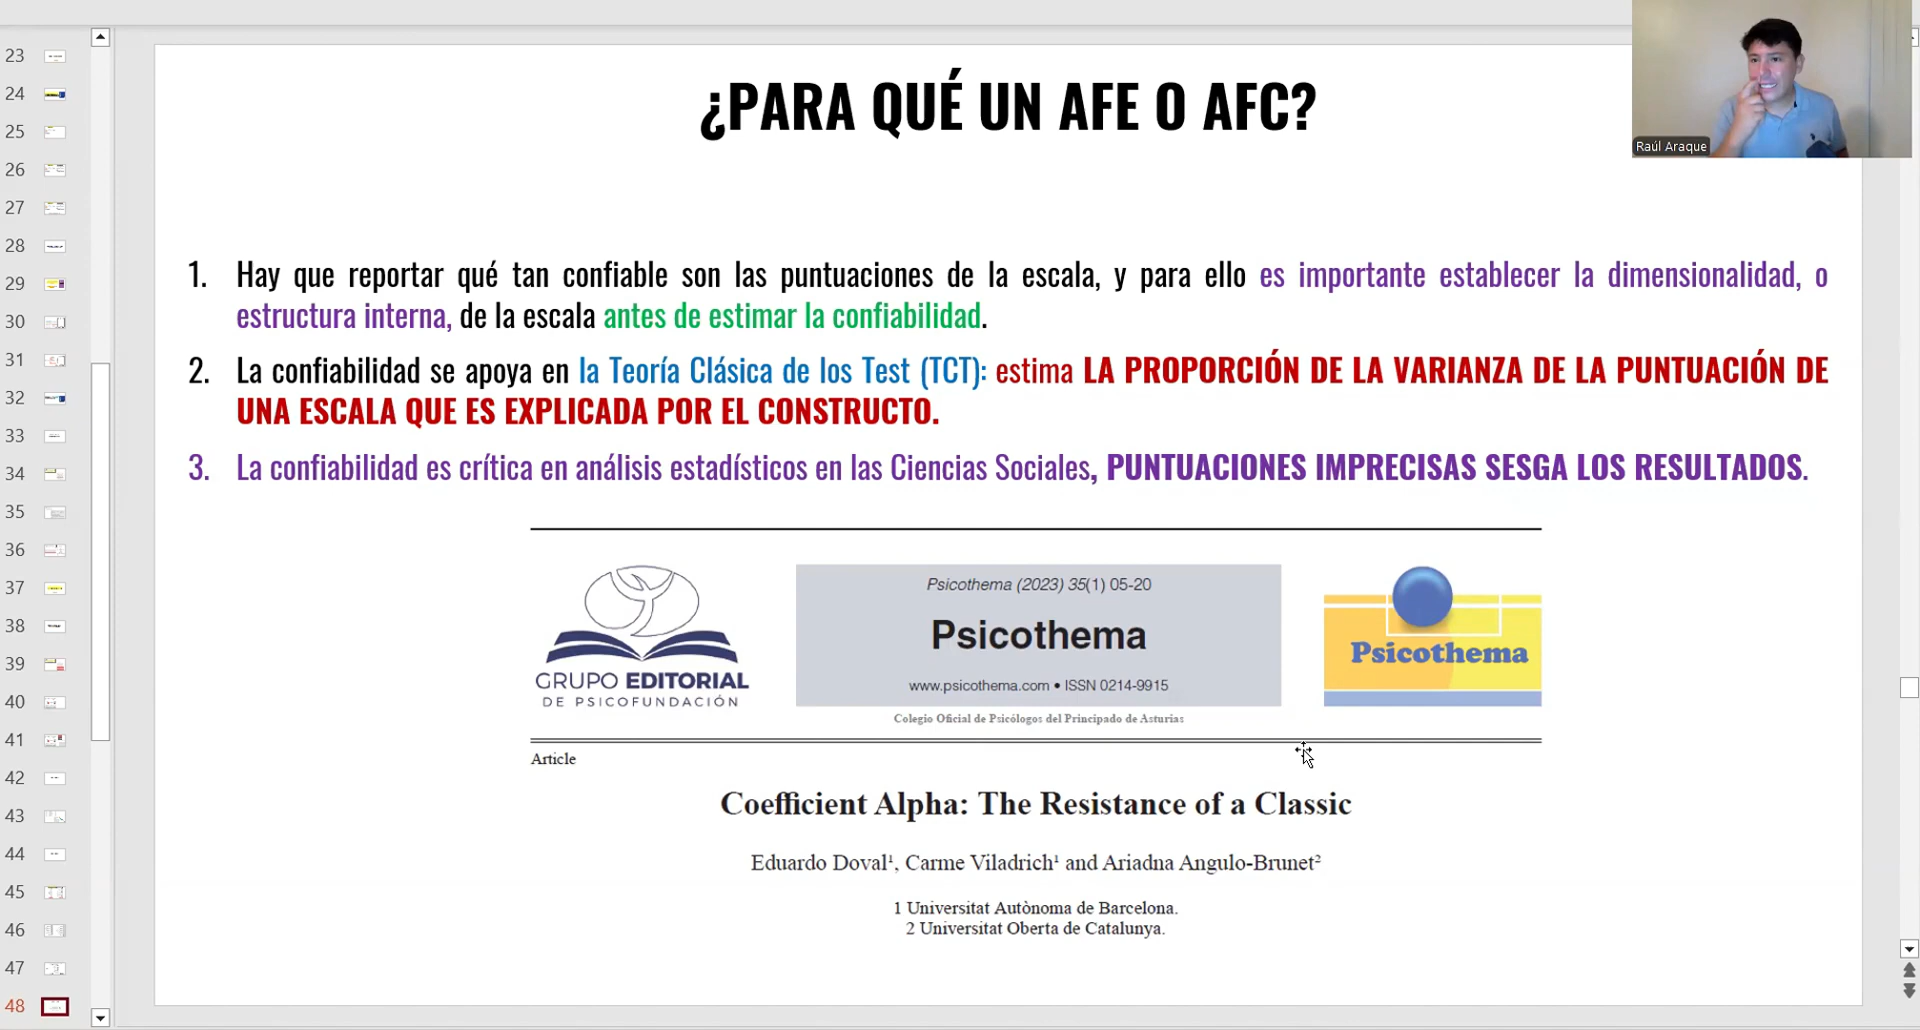 ¿PARA QUÉ UN AFE O AFC?
Raúl Araque
1. Hay que reportar qué tan confiable son las puntuaciones de la escala, y para ello es importante establecer la dimensionalidad, o
estructura interna, de la escala antes de estimar la confiabilidad.
2. La confiabilidad se apoya en la Teoría Clásica de los Test (TCT): estima LA PROPORCIÓN DE LA VARIANZA DE LA PUNTUACIÓN DE
UNA ESCALA QUE ES EXPLICADA POR EL CONSTRUCTO.
3. La confiabilidad es crítica en análisis estadísticos en las Ciencias Sociales, PUNTUACIONES IMPRECISAS SESGA LOS RESULTADOS.
GRUPO EDITORIAL
DE PSICOFUNDACIÓN
Psicothema (2023) 35(1) 05-20
Psicothema
www.psicothema.com • ISSN 0214-9915
Colegio Oficial de Psicólogos del Principado de Asturias
Psicothema
Article
Coefficient Alpha: The Resistance of a Classic
Eduardo Doval¹, Carme Viladrich¹ and Ariadna Angulo-Brunet²
1 Universitat Autònoma de Barcelona.
2 Universitat Oberta de Catalunya.
23
24
25
26
27
28
29
30
31
32
33
34
35
36
37
38
39
40
41
42
43
44
45
46
47
48